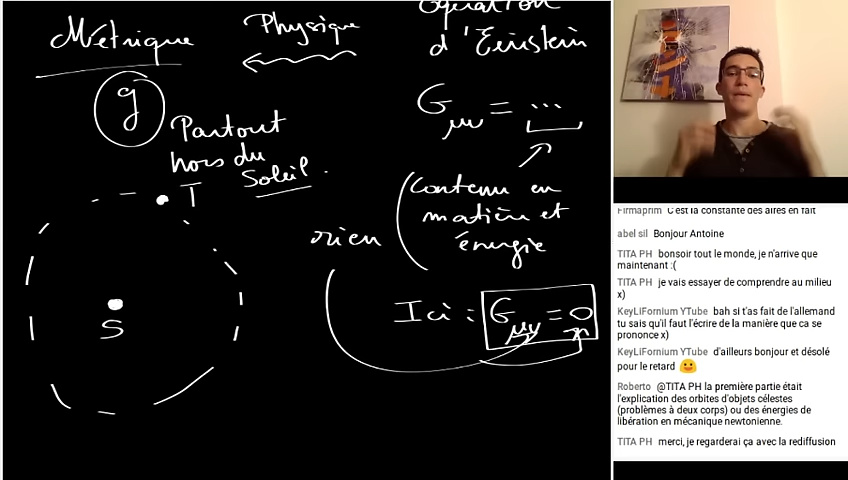 Métrique
g
Partout
hors du
Soleil.
T
S
Physique
Equation
d'Einstein
Gμν = ...
contenu en
matière et
énergie
rien
Ici : Gμν = 0
Firmaprim C'est la constante des aires en fait
abel sil Bonjour Antoine
TITA PH bonsoir tout le monde, je n'arrive que
maintenant :(
TITA PH je vais essayer de comprendre au milieu
x)
KeyLiFornium YTube bah si t'as fait de l'allemand
tu sais qu'il faut l'écrire de la manière que ca se
prononce x)
KeyLiFornium YTube d'ailleurs bonjour et désolé
pour le retard
Roberto @TITA PH la première partie était
l'explication des orbites d'objets célestes
(problèmes à deux corps) ou des énergies de
libération en mécanique newtonienne.
TITA PH merci, je regarderai ça avec la rediffusion